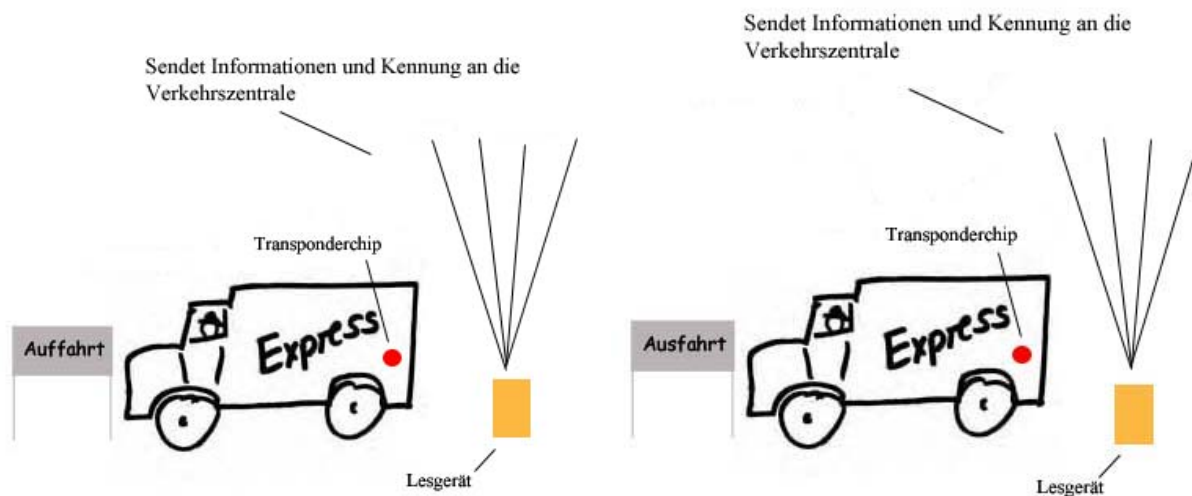 Sendet Informationen und Kennung an die
Verkehrszentrale
Transponderchip
Express
Auffahrt
Lesgerät
Sendet Informationen und Kennung an die
Verkehrszentrale
Transponderchip
Express
Ausfahrt
Lesgerät